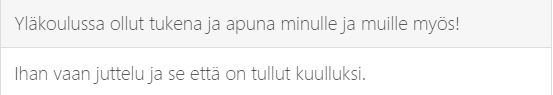 Yläkoulussa ollut tukena ja apuna minulle ja muille myös!
Ihan vaan juttelu ja se että on tullut kuulluksi.